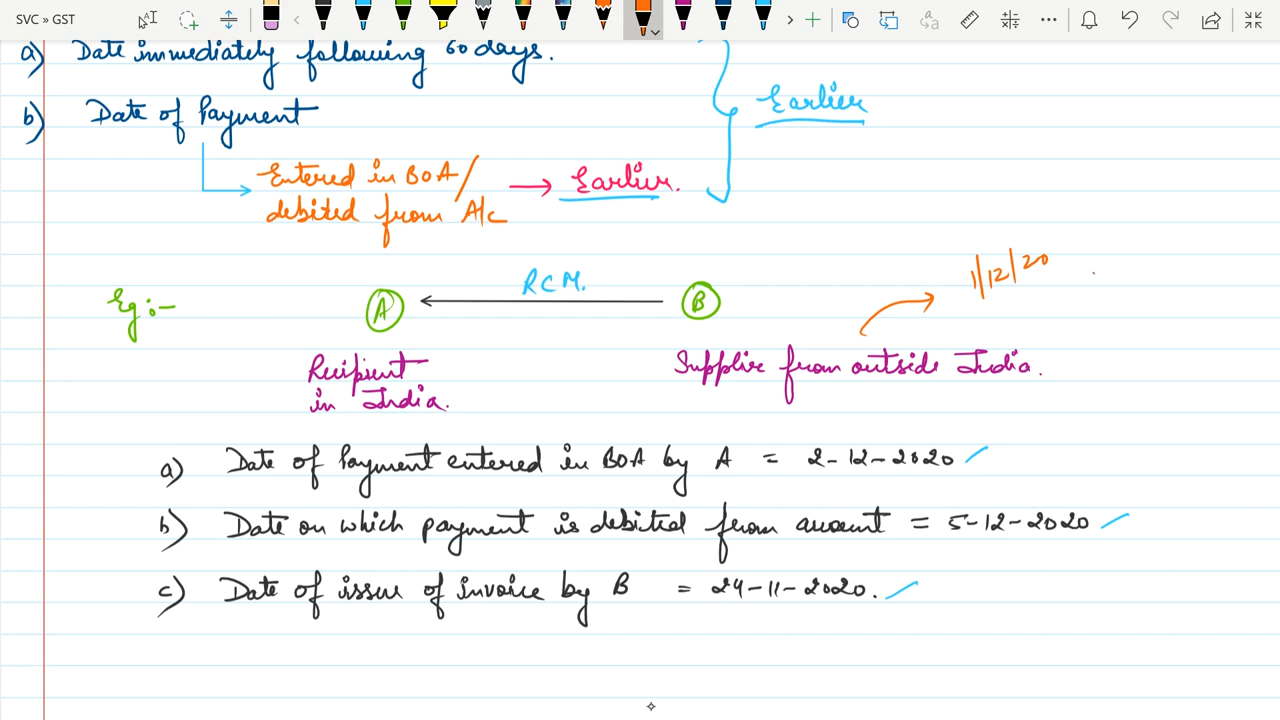 SVC » GST
a) Date immediately following 60 days.
b) Date of Payment
Earlier
Entered in BOA/ → Earlier.
debited from A/c
1/12/20
Eg:- A RCM. B
Recipient Supplier from outside India.
in India.
a) Date of Payment entered in BOA by A = 2-12-2020
b) Date on which payment is debited from account = 5-12-2020
c) Date of issue of invoice by B = 24-11-2020.